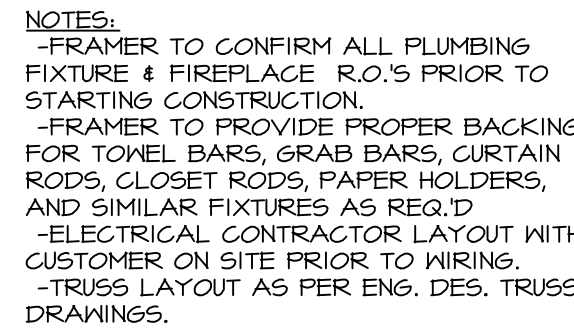 NOTES:
-FRAMER TO CONFIRM ALL PLUMBING
FIXTURE & FIREPLACE R.O.'S PRIOR TO
STARTING CONSTRUCTION.
-FRAMER TO PROVIDE PROPER BACKING
FOR TOWEL BARS, GRAB BARS, CURTAIN
RODS, CLOSET RODS, PAPER HOLDERS,
AND SIMILAR FIXTURES AS REQ.'D
-ELECTRICAL CONTRACTOR LAYOUT WITH
CUSTOMER ON SITE PRIOR TO WIRING.
-TRUSS LAYOUT AS PER ENG. DES. TRUSS
DRAWINGS.